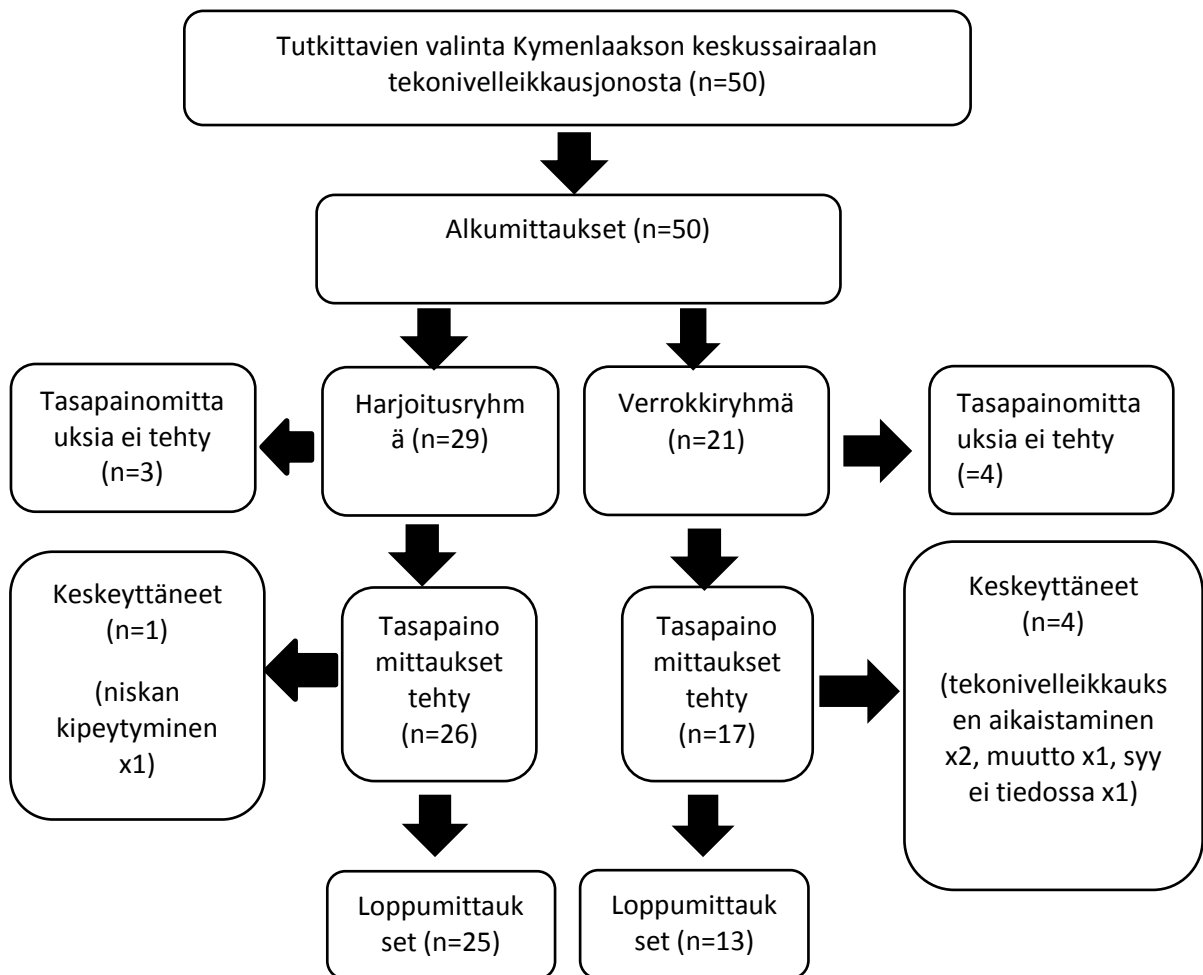 Tutkittavien valinta Kymenlaakson keskussairaalan
tekonivelleikkausjonosta (n=50)
Alkumittaukset (n=50)
Tasapainomitta
uksia ei tehty
(n=3)
Harjoitusryhm
ä (n=29)
Verrokkiryhmä
(n=21)
Tasapainomitta
uksia ei tehty
(=4)
Keskeyttäneet
(n=1)
(niskan
kipeytyminen
x1)
Tasapaino
mittaukset
tehty
(n=26)
Tasapaino
mittaukset
tehty
(n=17)
Keskeyttäneet
(n=4)
(tekonivelleikkauks
en aikaistaminen
x2, muutto x1, syy
ei tiedossa x1)
Loppumittauk
set (n=25)
Loppumittauk
set (n=13)